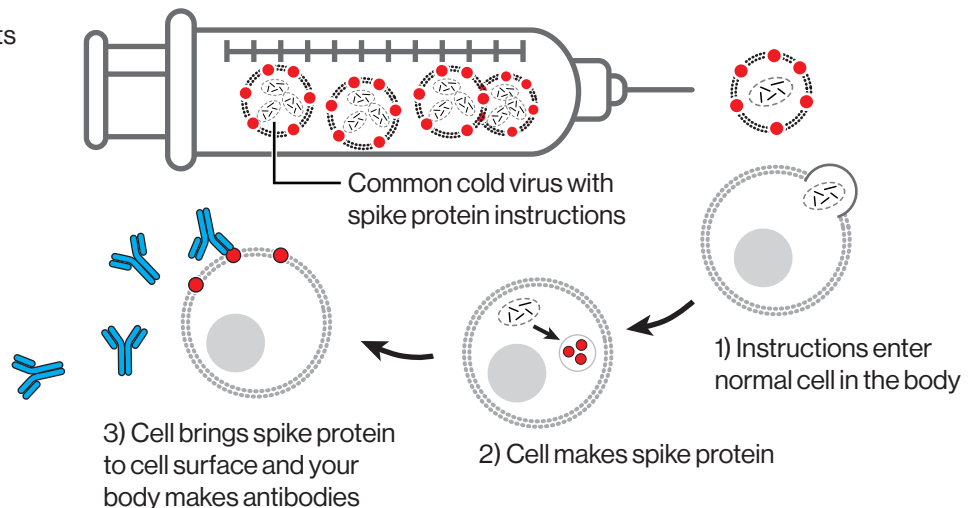 Common cold virus with
spike protein instructions
1) Instructions enter
normal cell in the body
2) Cell makes spike protein
3) Cell brings spike protein
to cell surface and your
body makes antibodies